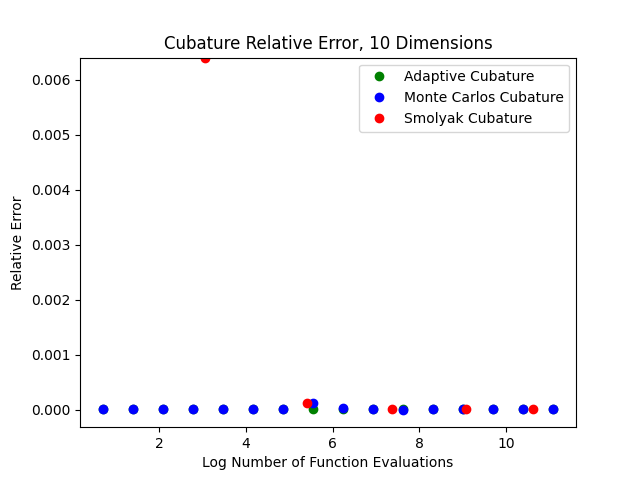 Cubature Relative Error, 10 Dimensions
Adaptive Cubature
Monte Carlos Cubature
Smolyak Cubature
0.006
0.005
0.004
0.003
0.002
0.001
0.000
Relative Error
2 4 6 8 10
Log Number of Function Evaluations